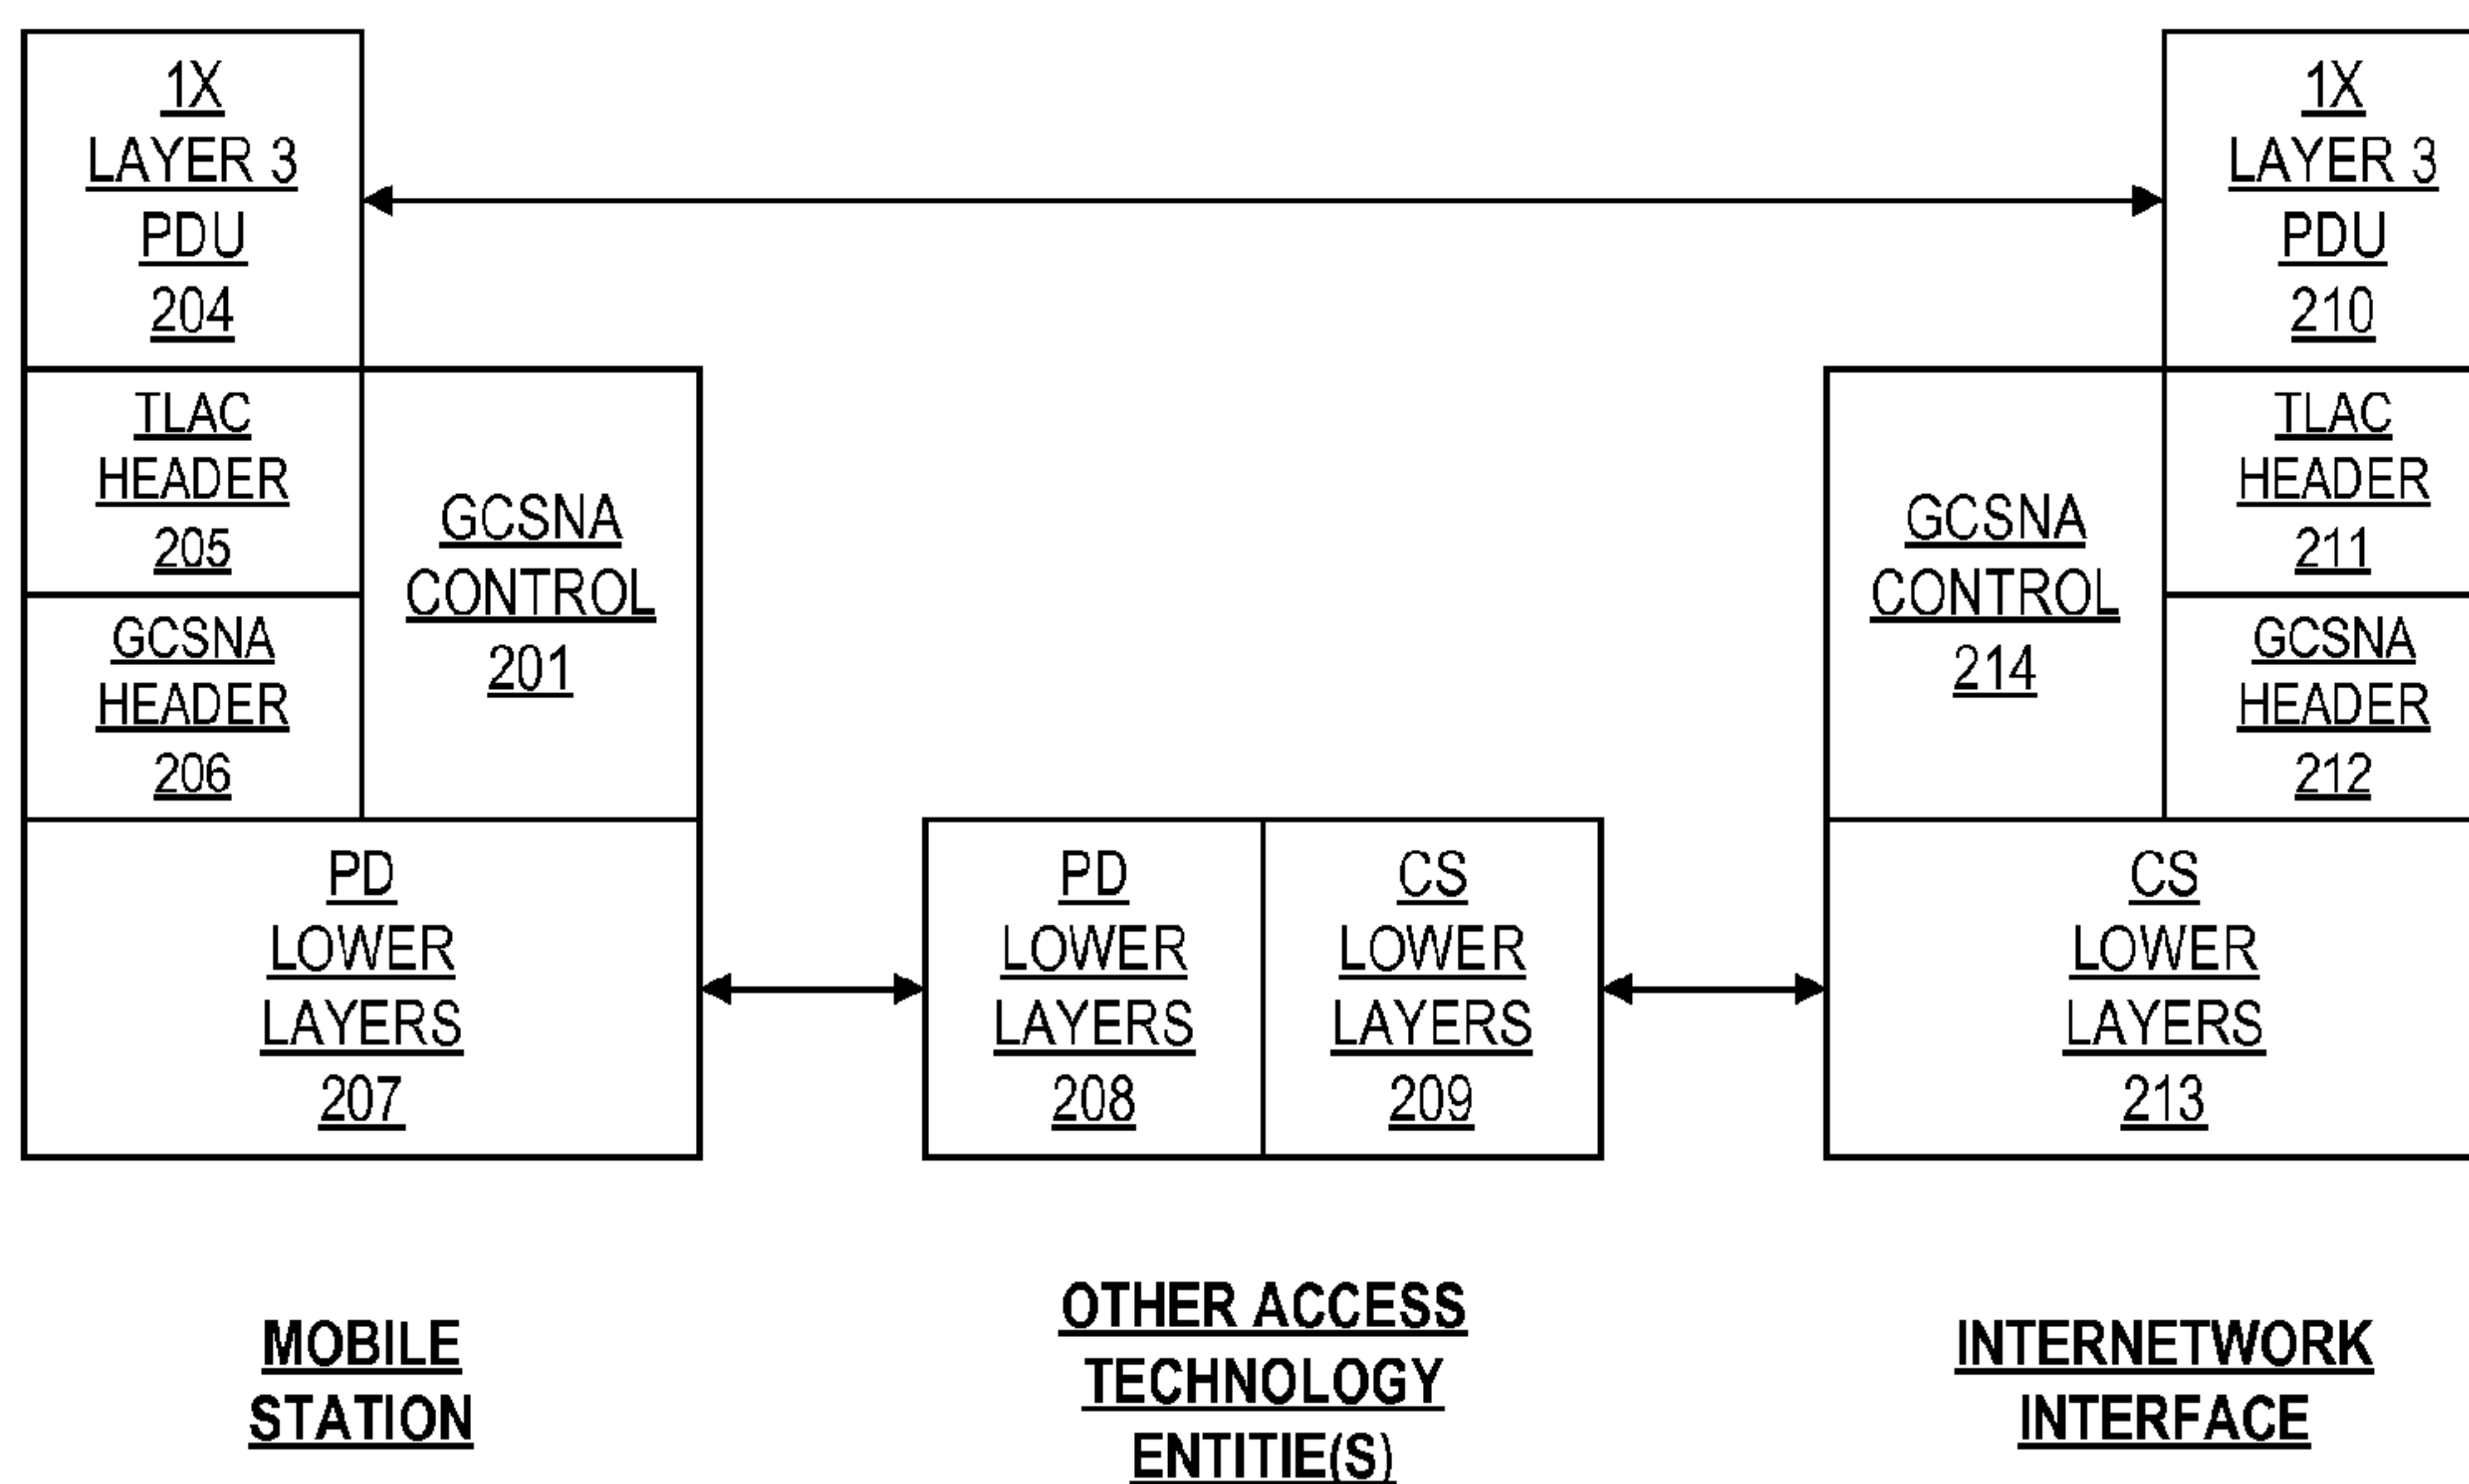 1X
LAYER 3
PDU
204
1X
LAYER 3
PDU
210
TLAC
HEADER
205
GCSNA
HEADER
206
GCSNA
CONTROL
201
GCSNA
CONTROL
214
TLAC
HEADER
211
GCSNA
HEADER
212
PD
LOWER
LAYERS
207
PD
LOWER
LAYERS
208
CS
LOWER
LAYERS
209
CS
LOWER
LAYERS
213
MOBILE
STATION
OTHER ACCESS
TECHNOLOGY
ENTITIE(S)
INTERNETWORK
INTERFACE